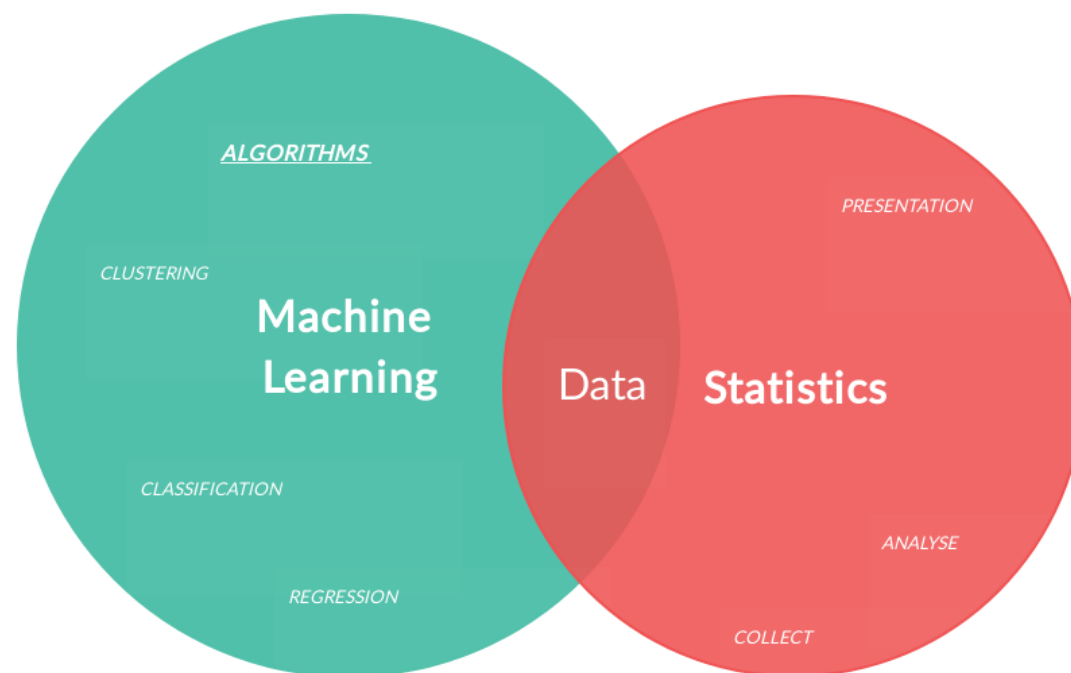 ALGORITHMS
PRESENTATION
CLUSTERING
Machine
Learning
Data
Statistics
CLASSIFICATION
ANALYSE
REGRESSION
COLLECT